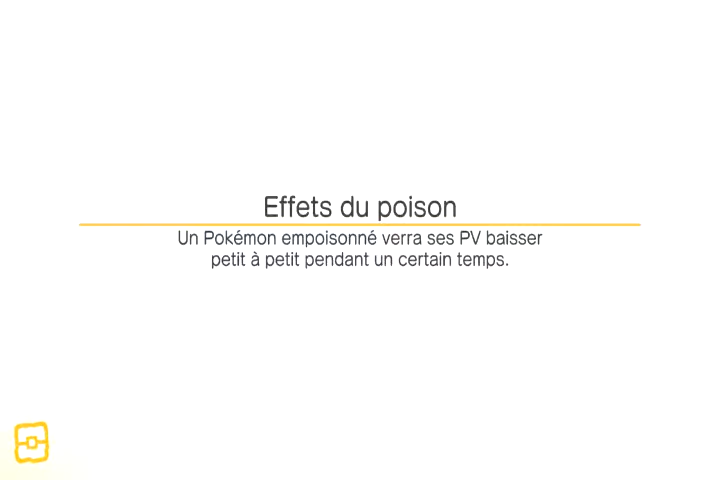 Effets du poison
Un Pokémon empoisonné verra ses PV baisser
petit à petit pendant un certain temps.